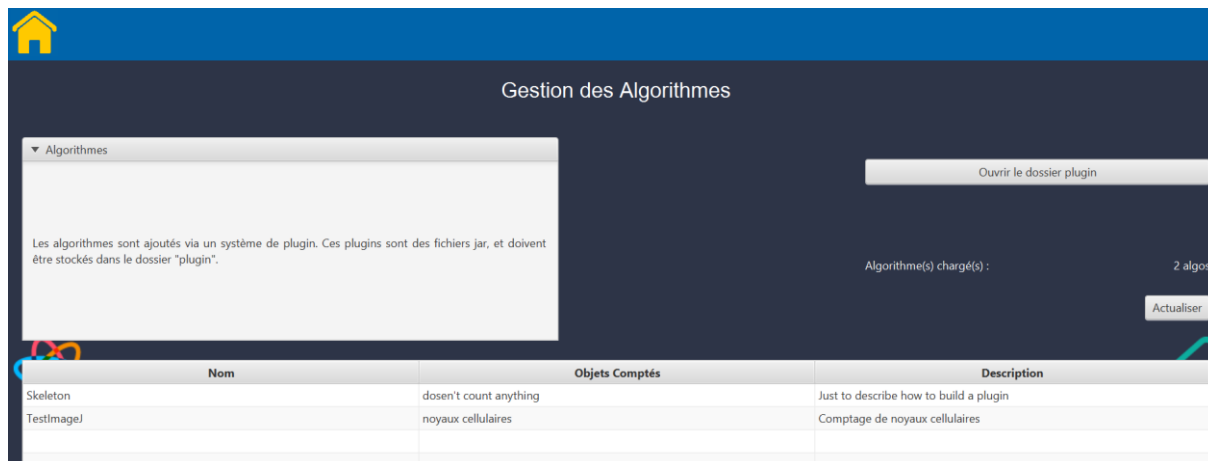 Gestion des Algorithmes
Algorithmes
Ouvrir le dossier plugin
Les algorithmes sont ajoutés via un système de plugin. Ces plugins sont des fichiers jar, et doivent
être stockés dans le dossier "plugin".
Algorithme(s) chargé(s) : 2 algos
Actualiser
Nom Objets Comptés Description
Skeleton dosen't count anything Just to describe how to build a plugin
TestImageJ noyaux cellulaires Comptage de noyaux cellulaires